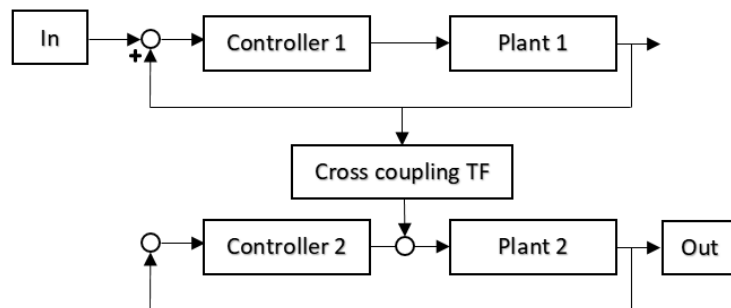 In
+
Controller 1
Plant 1
Cross coupling TF
Controller 2
Plant 2
Out